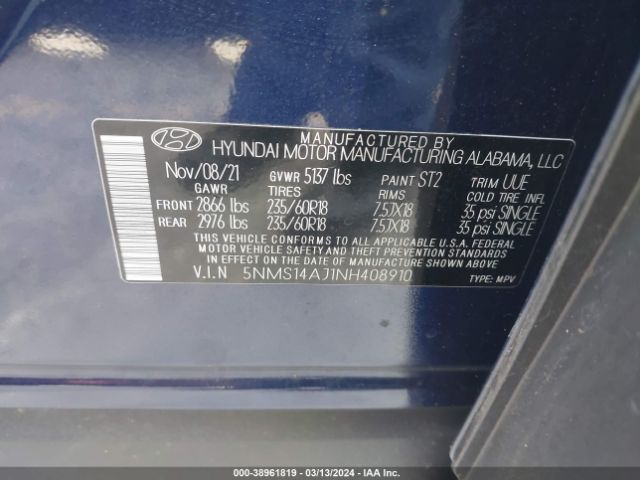 MANUFACTURED BY
HYUNDAI MOTOR MANUFACTURING ALABAMA, LLC
Nov/08/21 GVWR 5137 lbs PAINT ST2 TRIM UUE
GAWR TIRES RIMS COLD TIRE INFL
FRONT 2866 lbs 235/60R18 7.5JX18 35 psi SINGLE
REAR 2976 lbs 235/60R18 7.5JX18 35 psi SINGLE
THIS VEHICLE CONFORMS TO ALL APPLICABLE U.S.A. FEDERAL
MOTOR VEHICLE SAFETY AND THEFT PREVENTION STANDARDS
IN EFFECT ON THE DATE OF MANUFACTURE SHOWN ABOVE
V.I.N 5NMS14AJ1NH408910 TYPE: MPV
000-38961819 - 03/13/2024 - IAA Inc.